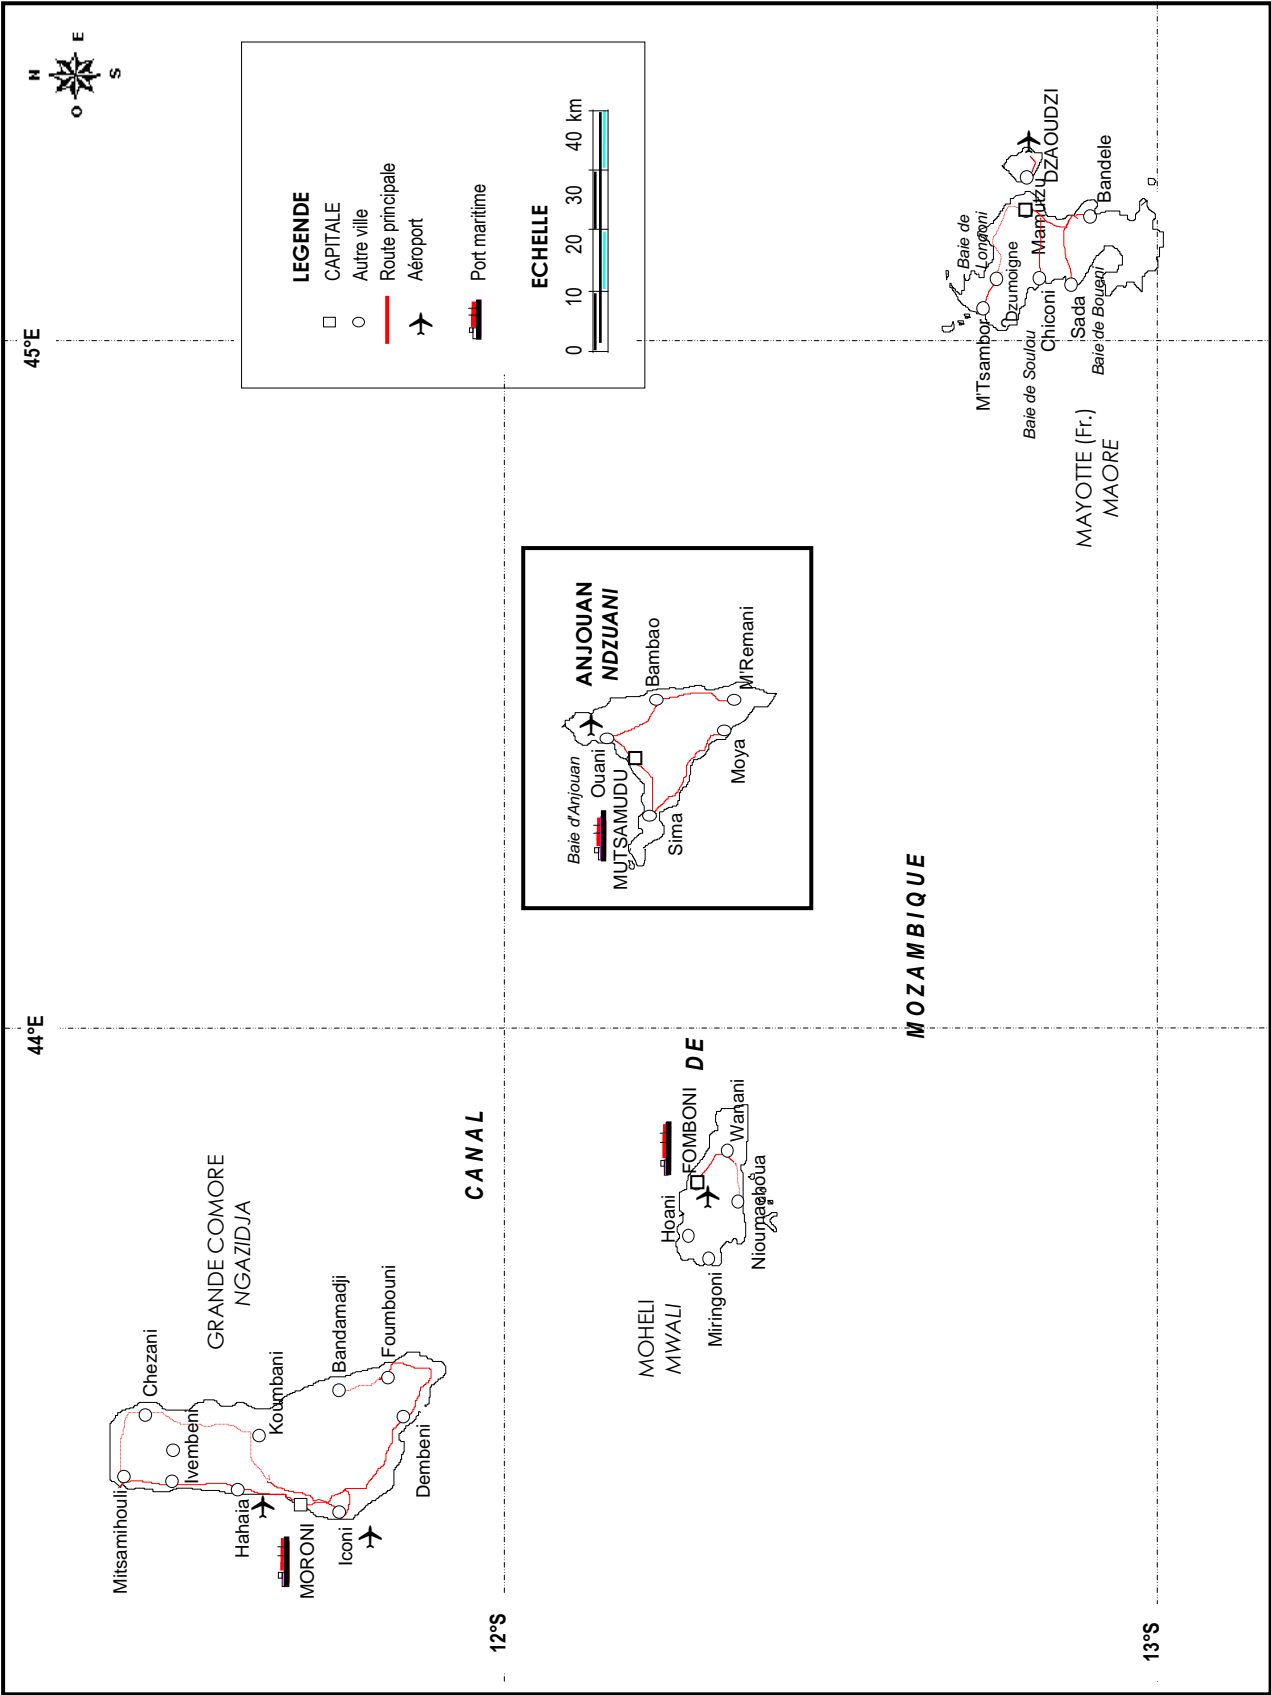 44°E
45°E
N
O
E
S
LEGENDE
CAPITALE
Autre ville
Route principale
Aéroport
Port maritime
ECHELLE
0 10 20 30 40 km
Mitsamihouli
Chezani
Ivembeni
GRANDE COMORE
NGAZIDJA
Hahaia
Koumbani
MORONI
Iconi
Bandamadji
Foumbouni
Dembeni
CANAL
12°S
Baie d'Anjouan
ANJOUAN
NDZUANI
Ouani
MUTSAMUDU
Bambao
Sima
Moya
M'Remani
MOHELI
MWALI
Hoani
FOMBONI
DE
Miringoni
Wanani
Nioumachoua
MOZAMBIQUE
Baie de
Longoni
M'Tsambor
Dzumoigne
Baie de Soulou
Mamutzu
DZAOUDZI
Chiconi
Sada
Baie de Boueni
Bandele
MAYOTTE (Fr.)
MAORE
13°S